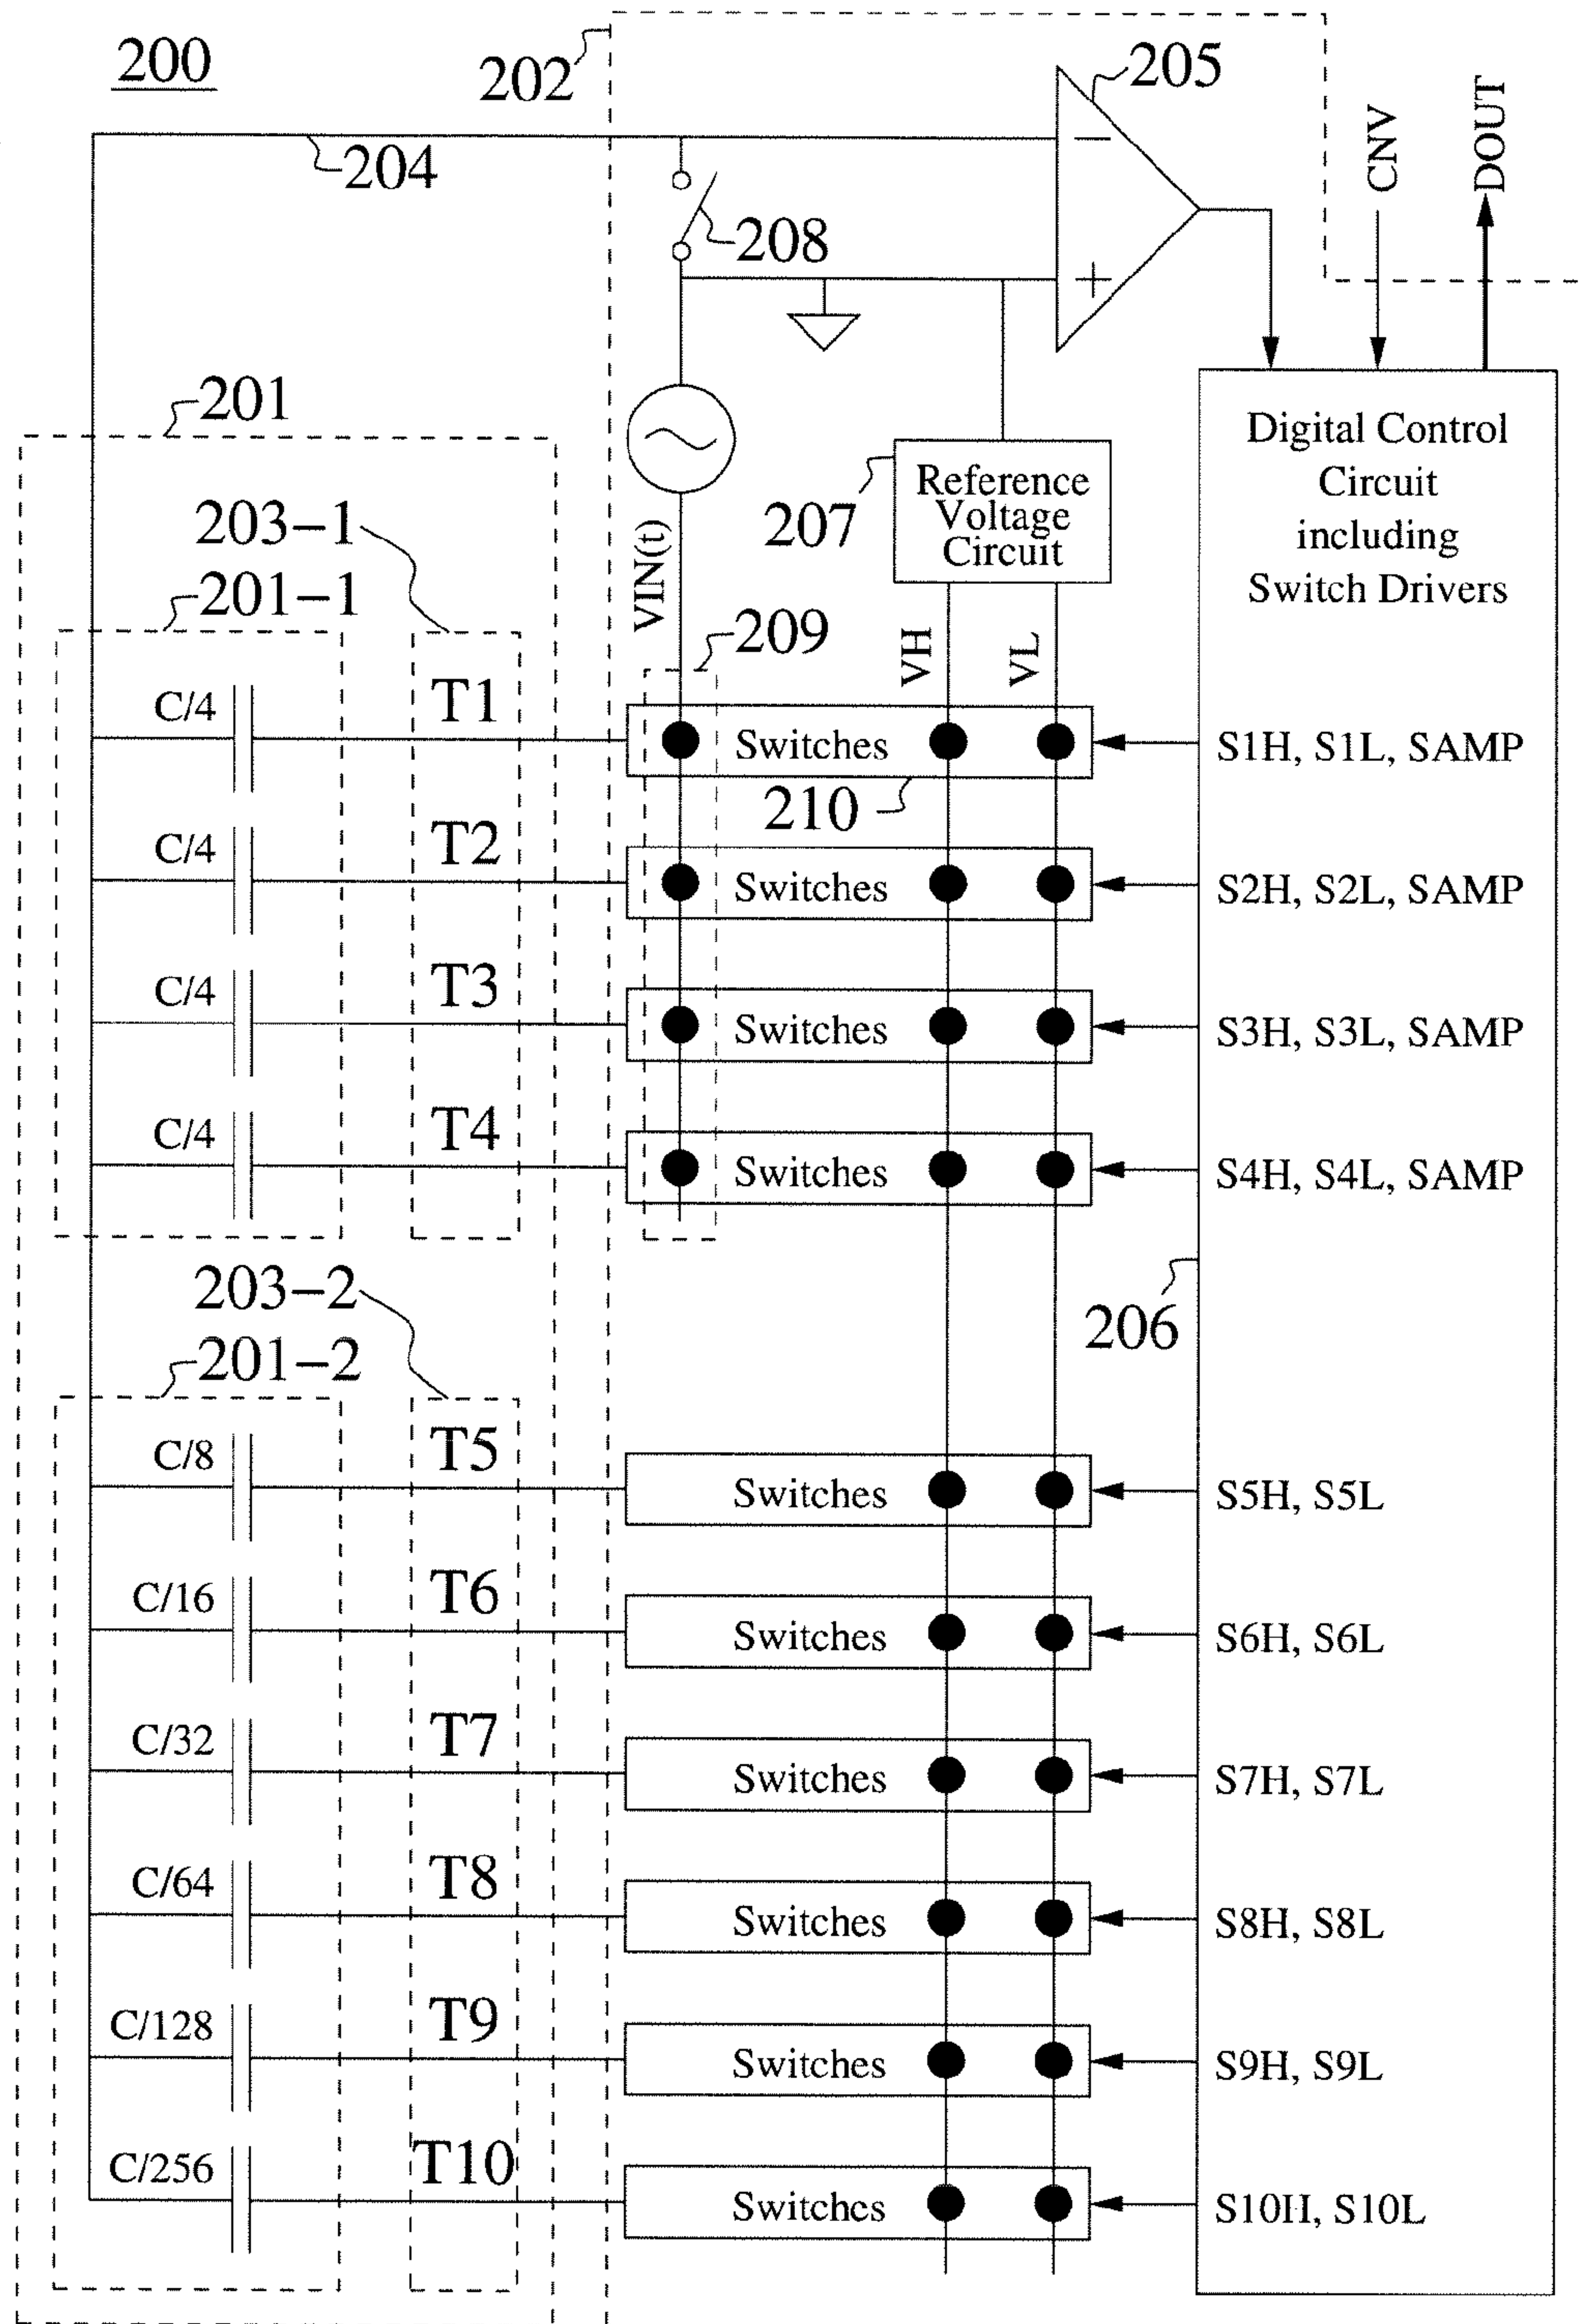 200
202
205
CNV
DOUT
−
204
208
+
201
Digital Control
Circuit
including
Switch Drivers
Reference
Voltage
Circuit
207
203−1
201−1
VIN(t)
209
VH
VL
C/4
T1
Switches
S1H, S1L, SAMP
210
C/4
T2
Switches
S2H, S2L, SAMP
C/4
T3
Switches
S3H, S3L, SAMP
C/4
T4
Switches
S4H, S4L, SAMP
203−2
201−2
206
C/8
T5
Switches
S5H, S5L
C/16
T6
Switches
S6H, S6L
C/32
T7
Switches
S7H, S7L
C/64
T8
Switches
S8H, S8L
C/128
T9
Switches
S9H, S9L
C/256
T10
Switches
S10H, S10L